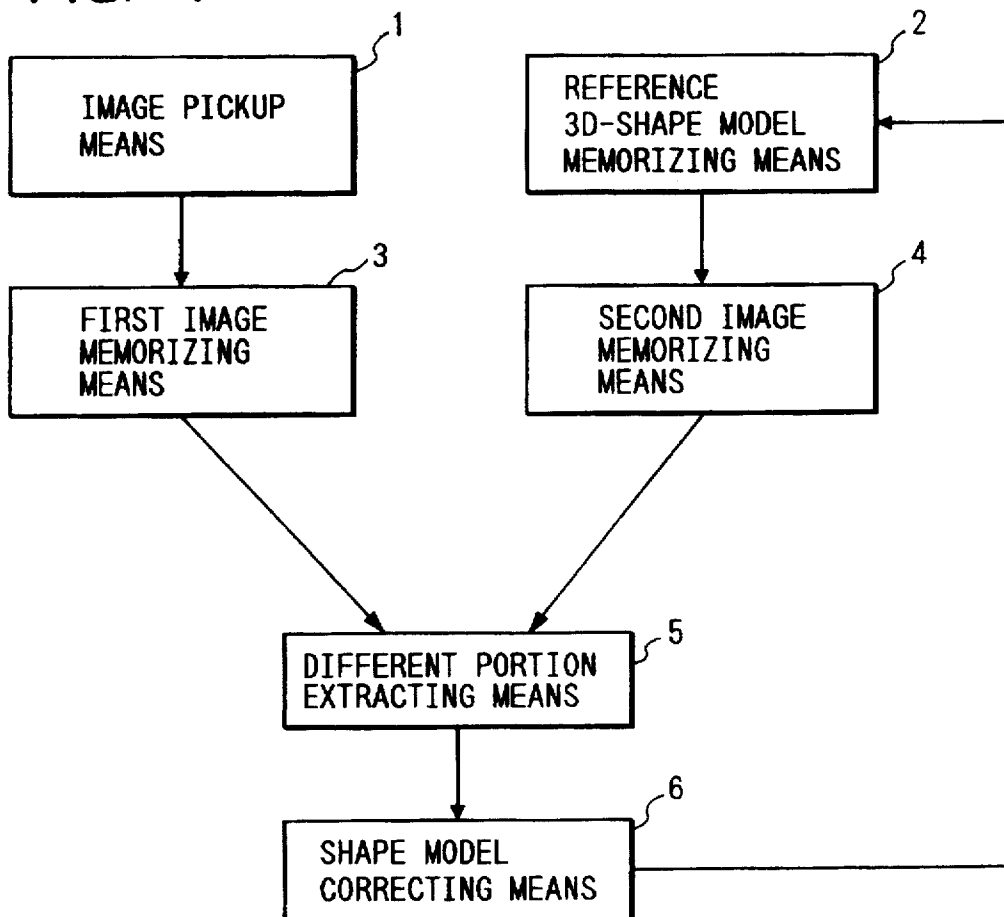 1
IMAGE PICKUP
MEANS
2
REFERENCE
3D-SHAPE MODEL
MEMORIZING MEANS
3
FIRST IMAGE
MEMORIZING
MEANS
4
SECOND IMAGE
MEMORIZING
MEANS
5
DIFFERENT PORTION
EXTRACTING MEANS
6
SHAPE MODEL
CORRECTING MEANS